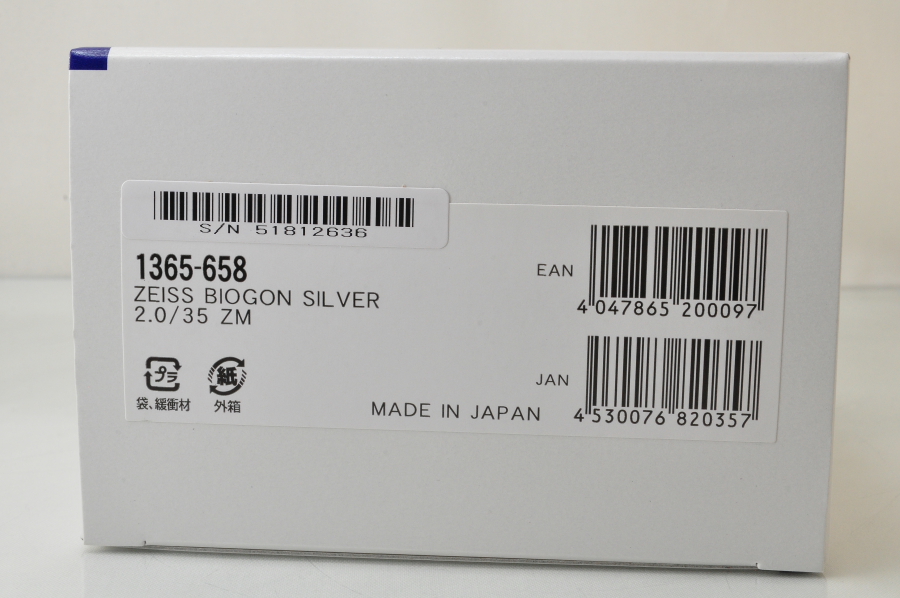 S/N 51812636
1365-658
ZEISS BIOGON SILVER
2.0/35 ZM
プラ
袋、緩衝材
紙
外箱
MADE IN JAPAN
EAN
4 047865 200097
JAN
4 530076 820357